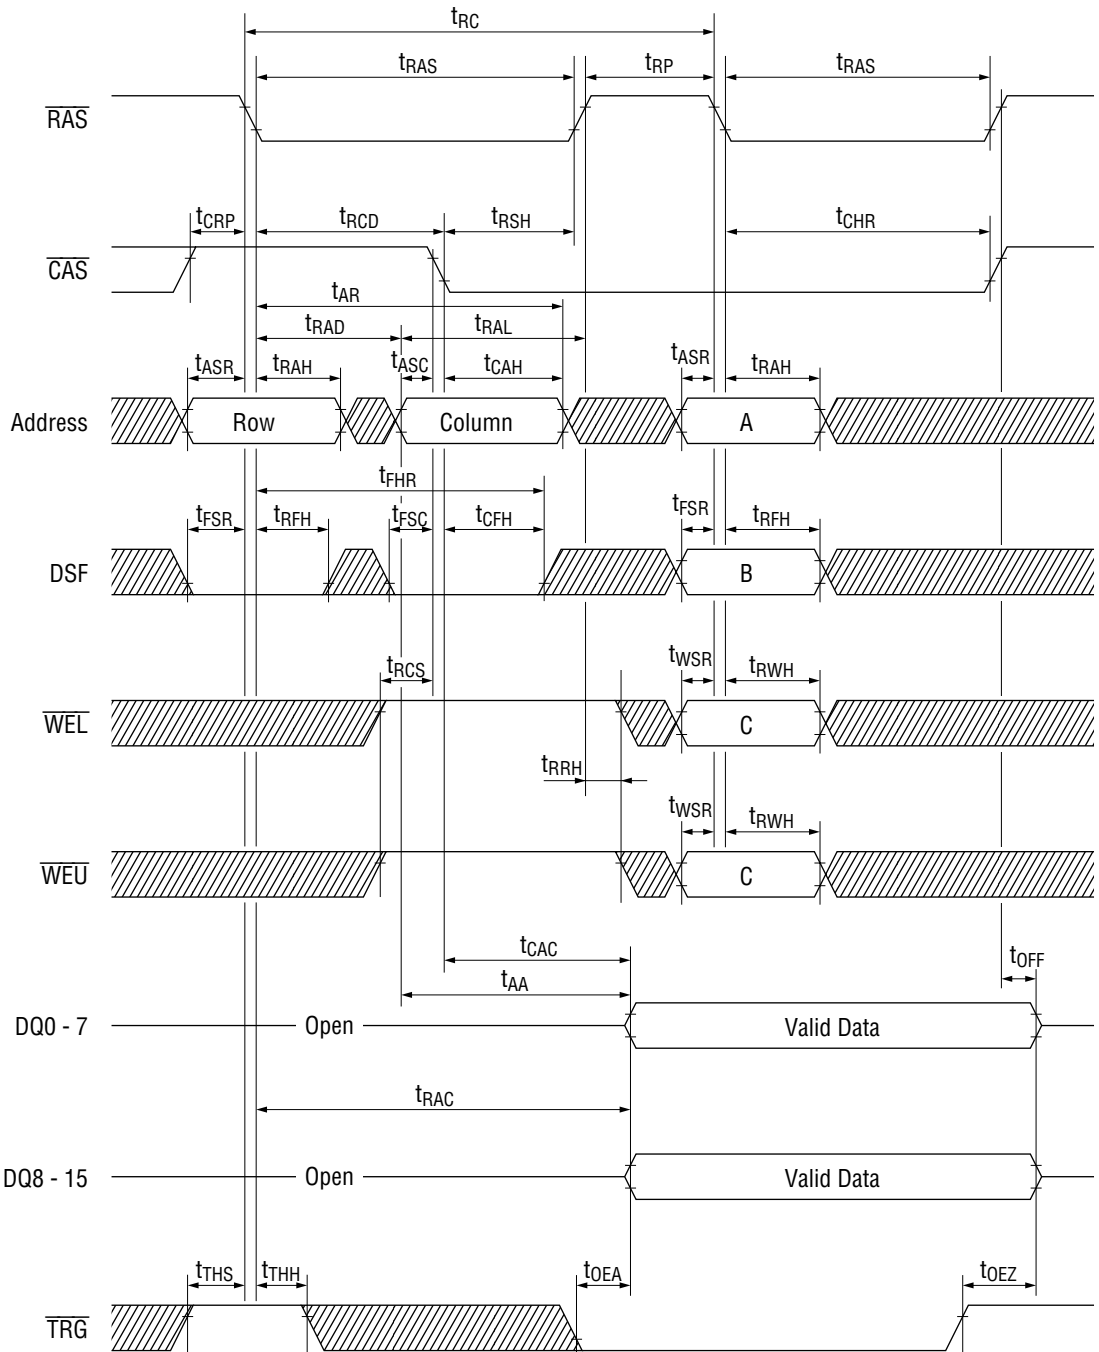 tRC
tRAS tRP tRAS
RAS
tCRP tRCD tRSH tCHR
CAS
tAR
tRAD tRAL
tASR tRAH tASC tCAH tASR tRAH
Address Row Column A
tFHR
tFSR tRFH tFSC tCFH tFSR tRFH
DSF B
tRCS tWSR tRWH
WEL C
tRRH
tWSR tRWH
WEU C
tCAC tOFF
tAA
DQ0 - 7 Open Valid Data
tRAC
DQ8 - 15 Open Valid Data
tTHS tTHH tOEA tOEZ
TRG